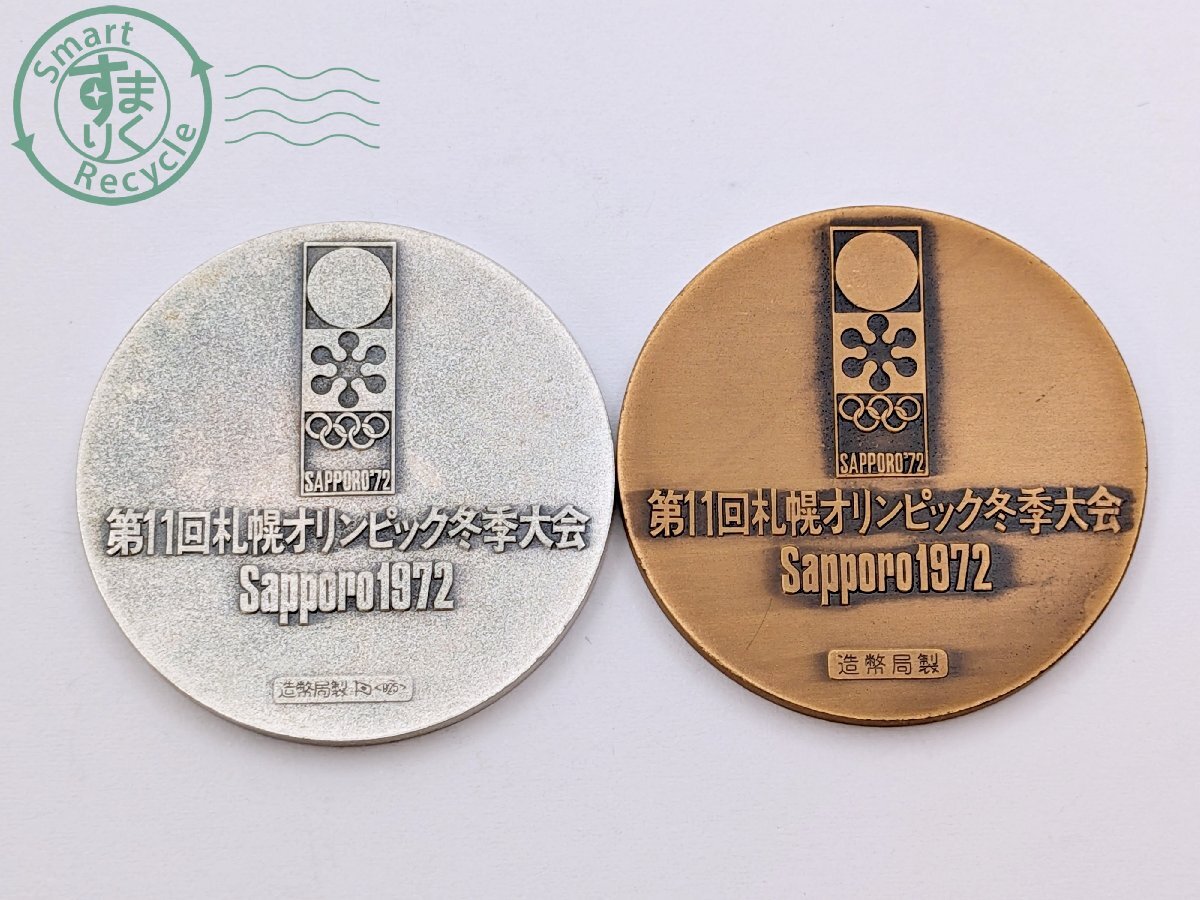 Smart
すまりく
Recycle
SAPPORO'72
第11回札幌オリンピック冬季大会
Sapporo1972
造幣局製 <925>
SAPPORO'72
第11回札幌オリンピック冬季大会
Sapporo1972
造幣局製